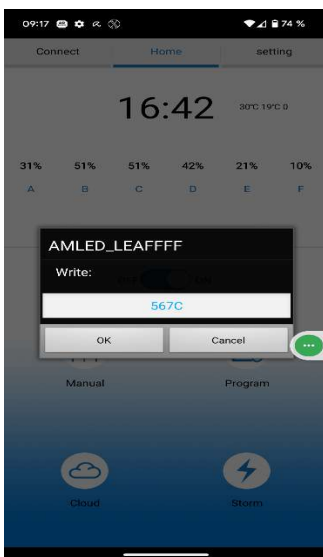 09:17 74 %
Connect Home setting
16:42 30°C 19°C 0
31% 51% 51% 42% 21% 10%
A B C D E F
AMLED_LEAFFFF
Write:
567C
OK Cancel
Manual Program
Cloud Storm